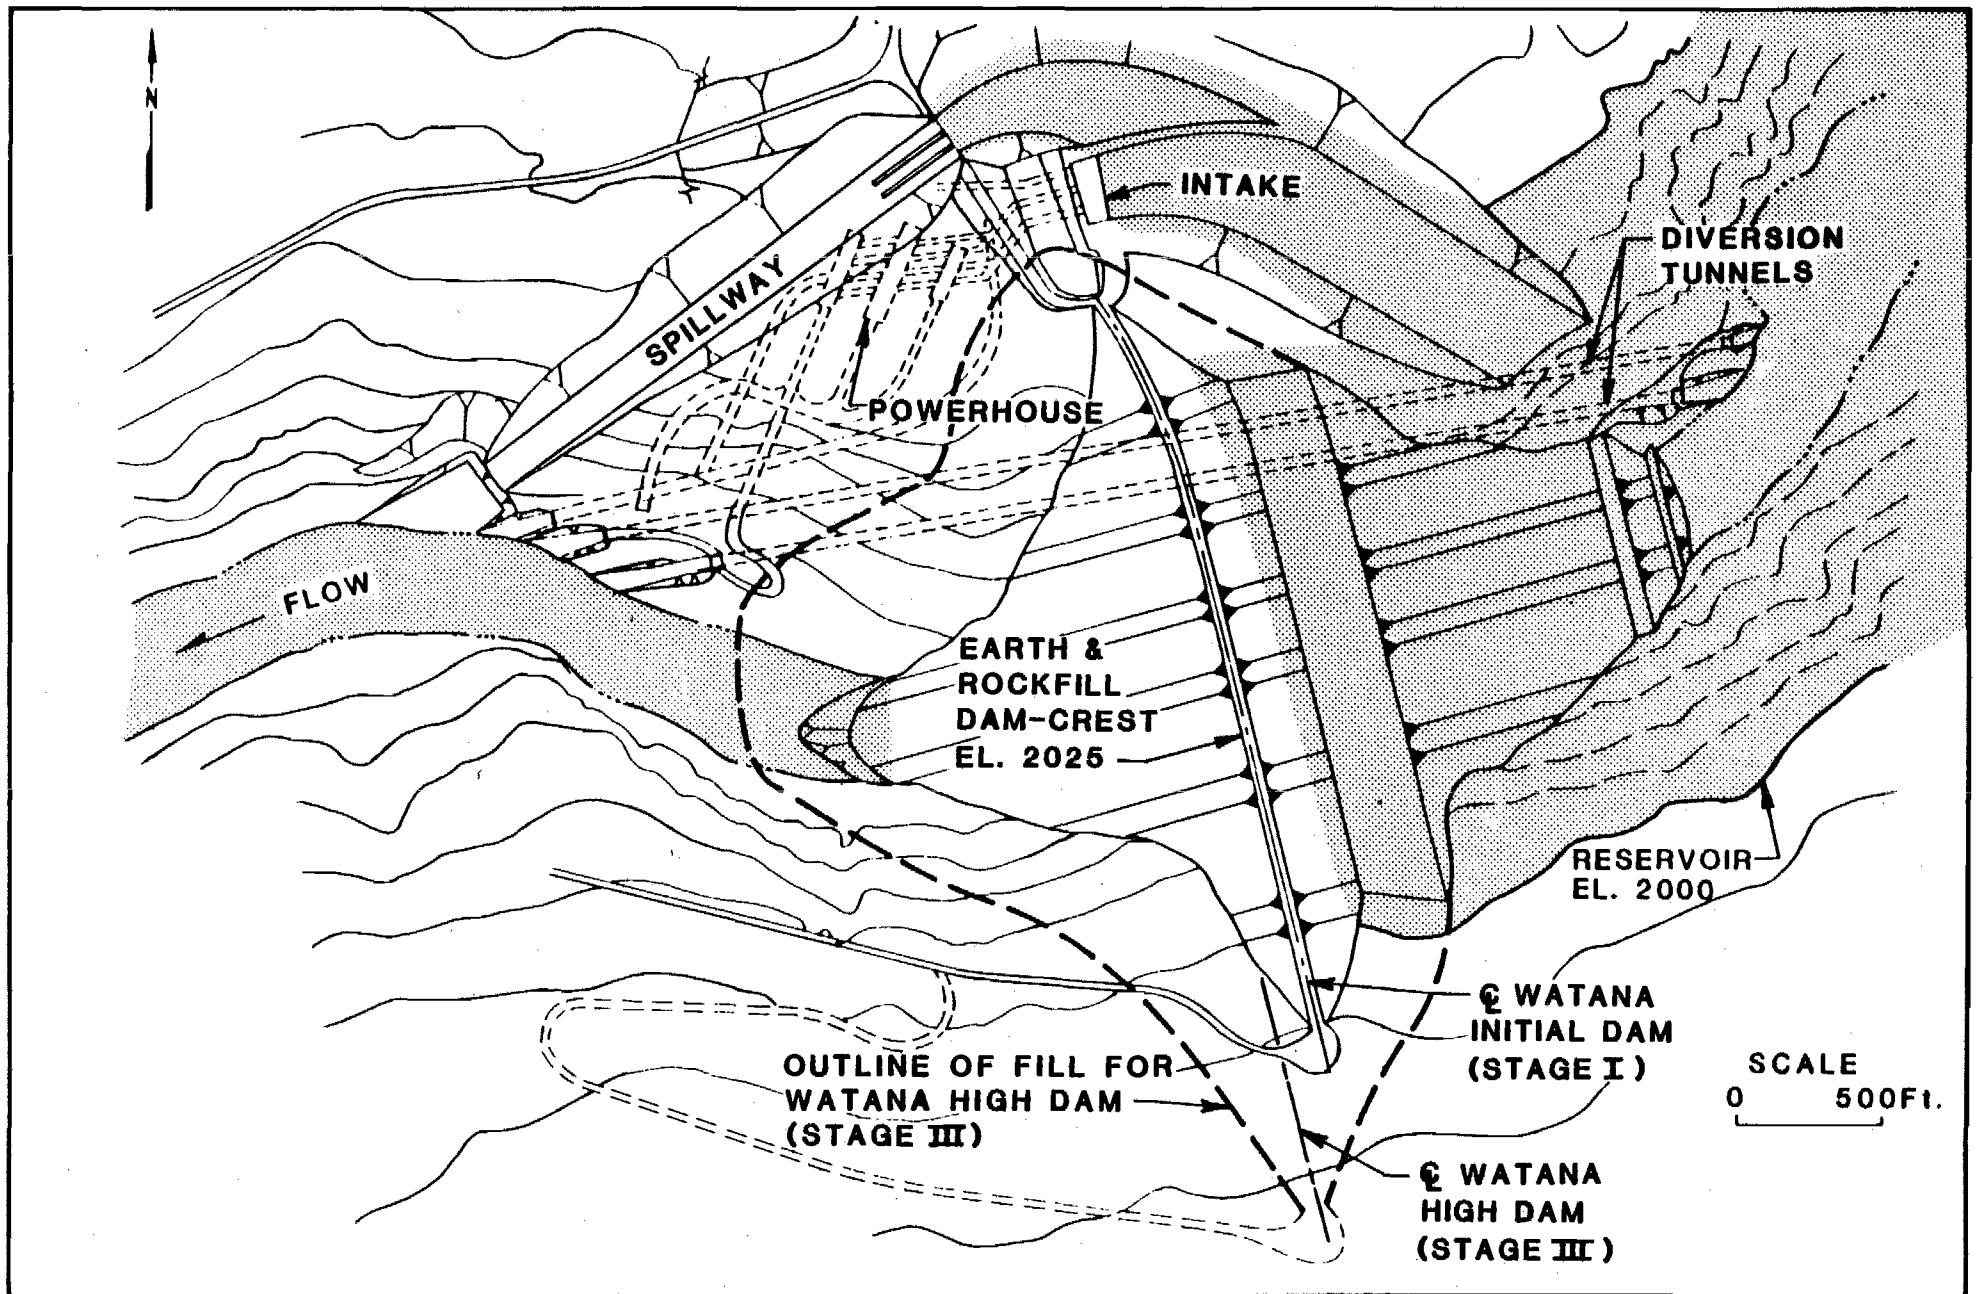 N
INTAKE
DIVERSION
TUNNELS
SPILLWAY
POWERHOUSE
FLOW
EARTH &
ROCKFILL
DAM-CREST
EL. 2025
RESERVOIR
EL. 2000
℄ WATANA
INITIAL DAM
(STAGE I)
OUTLINE OF FILL FOR
WATANA HIGH DAM
(STAGE III)
SCALE
0 500Ft.
℄ WATANA
HIGH DAM
(STAGE III)